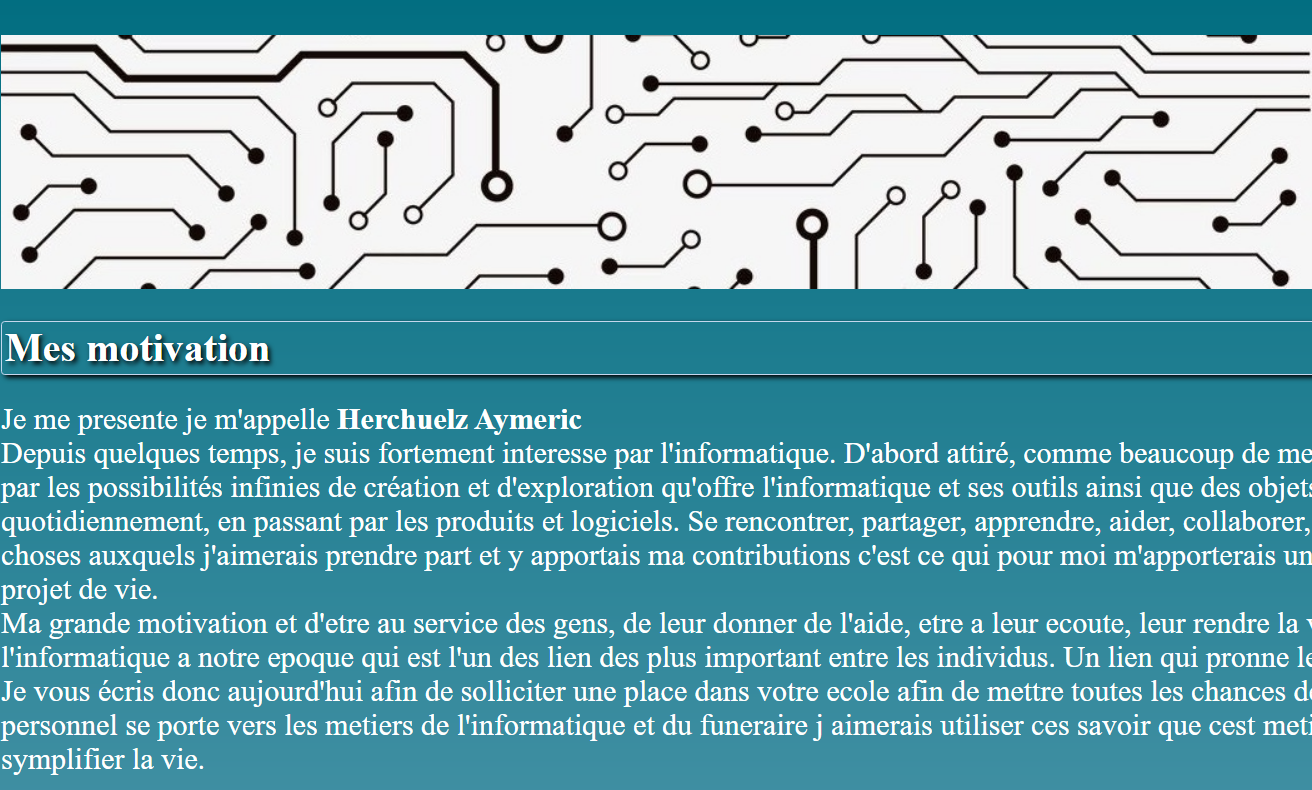 Mes motivation
Je me presente je m'appelle Herchuelz Aymeric
Depuis quelques temps, je suis fortement interesse par l'informatique. D'abord attiré, comme beaucoup de me
par les possibilités infinies de création et d'exploration qu'offre l'informatique et ses outils ainsi que des objets
quotidiennement, en passant par les produits et logiciels. Se rencontrer, partager, apprendre, aider, collaborer,
choses auxquels j'aimerais prendre part et y apportais ma contributions c'est ce qui pour moi m'apporterais un
projet de vie.
Ma grande motivation et d'etre au service des gens, de leur donner de l'aide, etre a leur ecoute, leur rendre la
l'informatique a notre epoque qui est l'un des lien des plus important entre les individus. Un lien qui pronne le
Je vous écris donc aujourd'hui afin de solliciter une place dans votre ecole afin de mettre toutes les chances de
personnel se porte vers les metiers de l'informatique et du funeraire j aimerais utiliser ces savoir que cest meti
symplifier la vie.